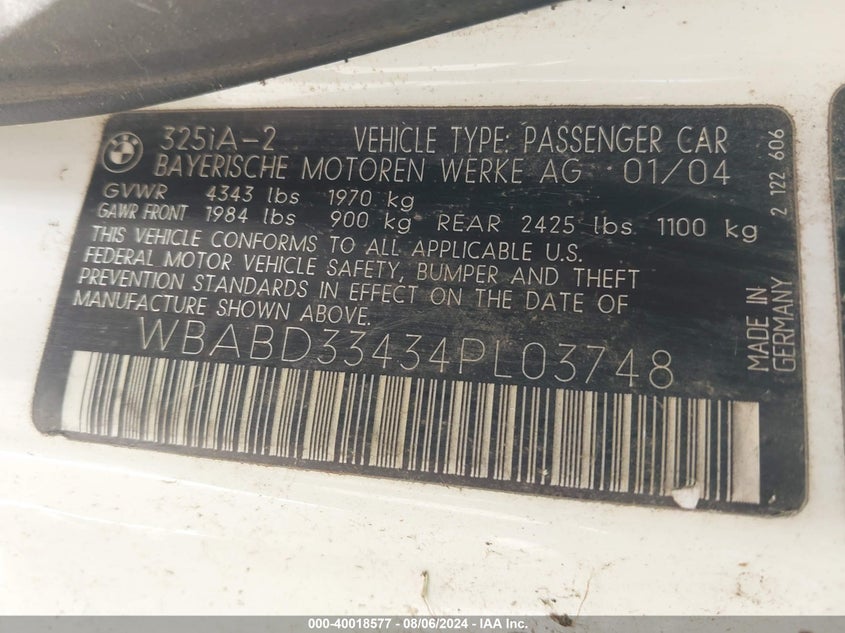 325iA-2 VEHICLE TYPE: PASSENGER CAR
BAYERISCHE MOTOREN WERKE AG 01/04
GVWR 4343 lbs 1970 kg
GAWR FRONT 1984 lbs 900 kg REAR 2425 lbs. 1100 kg
THIS VEHICLE CONFORMS TO ALL APPLICABLE U.S.
FEDERAL MOTOR VEHICLE SAFETY, BUMPER AND THEFT
PREVENTION STANDARDS IN EFFECT ON THE DATE OF
MANUFACTURE SHOWN ABOVE.
WBABD33434PL03748
2 122 606
MADE IN
GERMANY
000-40018577 - 08/06/2024 - IAA Inc.